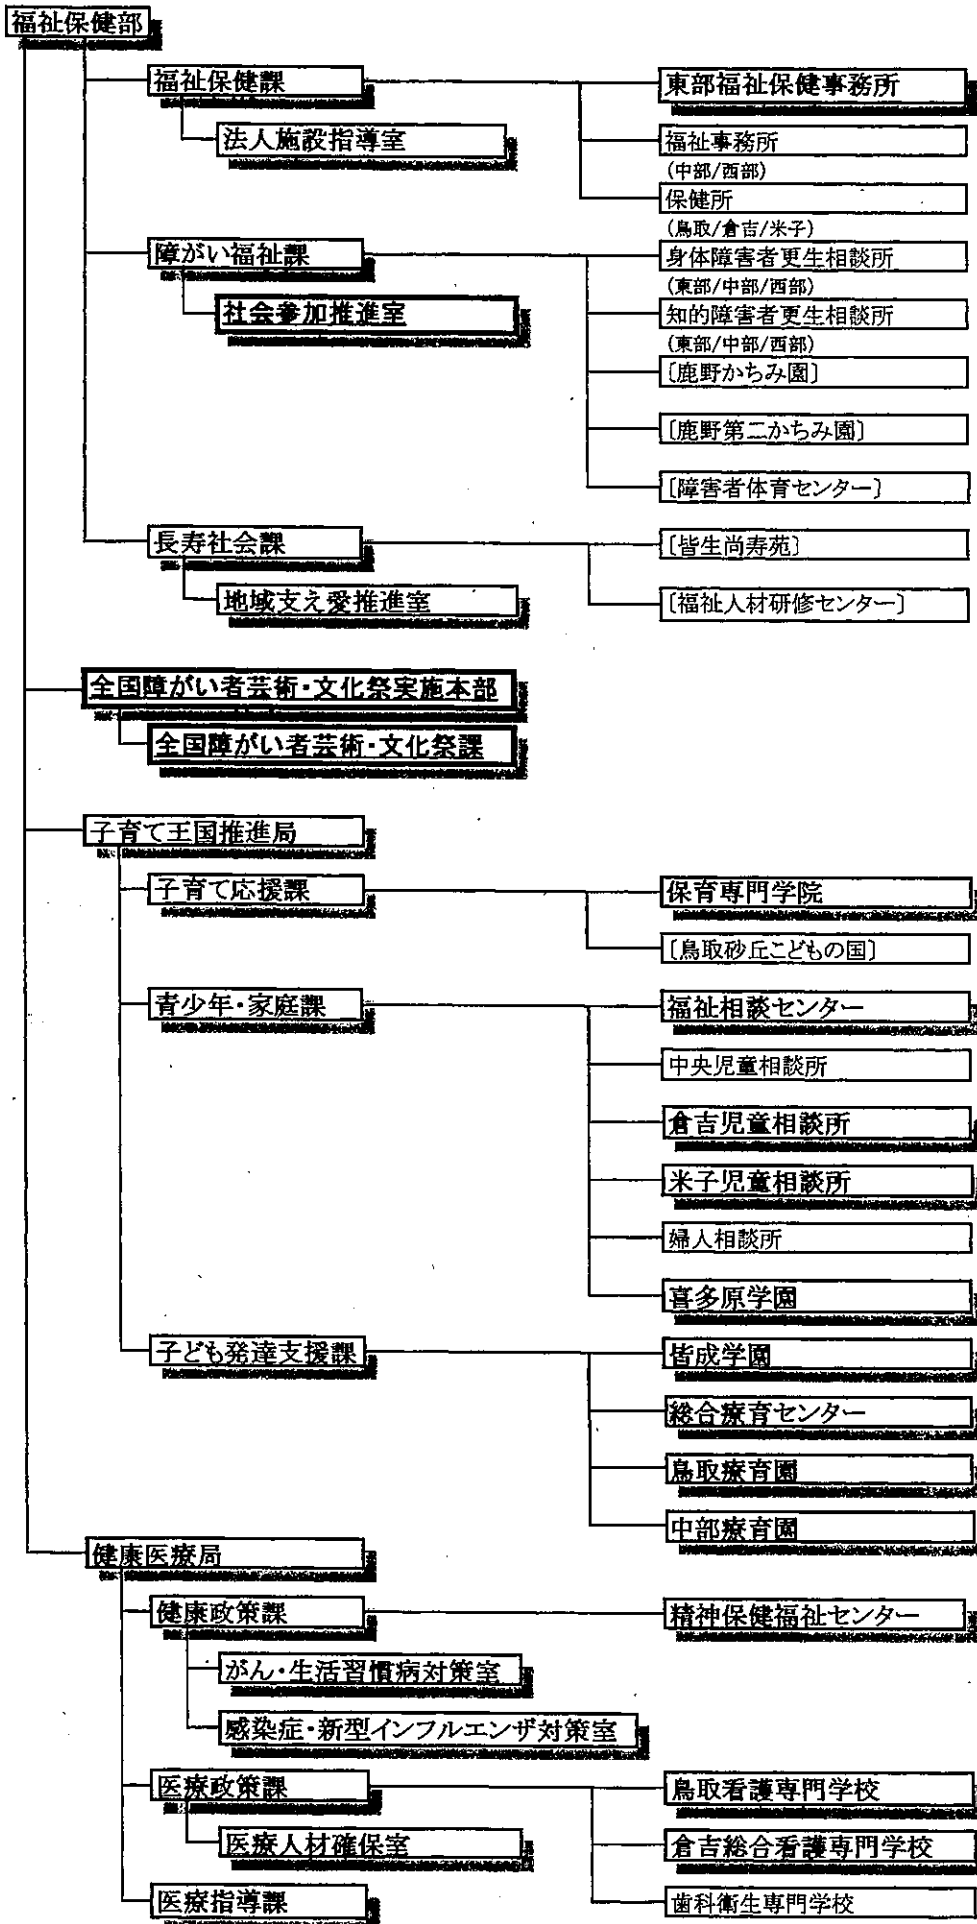 福祉保健部
福祉保健課
東部福祉保健事務所
法人施設指導室
福祉事務所
(中部/西部)
保健所
(鳥取/倉吉/米子)
障がい福祉課
身体障害者更生相談所
(東部/中部/西部)
社会参加推進室
知的障害者更生相談所
(東部/中部/西部)
〔鹿野かちみ園〕
〔鹿野第二かちみ園〕
〔障害者体育センター〕
長寿社会課
〔皆生尚寿苑〕
地域支え愛推進室
〔福祉人材研修センター〕
全国障がい者芸術・文化祭実施本部
全国障がい者芸術・文化祭課
子育て王国推進局
子育て応援課
保育専門学院
〔鳥取砂丘こどもの国〕
青少年・家庭課
福祉相談センター
中央児童相談所
倉吉児童相談所
米子児童相談所
婦人相談所
喜多原学園
子ども発達支援課
皆成学園
総合療育センター
鳥取療育園
中部療育園
健康医療局
健康政策課
精神保健福祉センター
がん・生活習慣病対策室
感染症・新型インフルエンザ対策室
医療政策課
鳥取看護専門学校
医療人材確保室
倉吉総合看護専門学校
医療指導課
歯科衛生専門学校